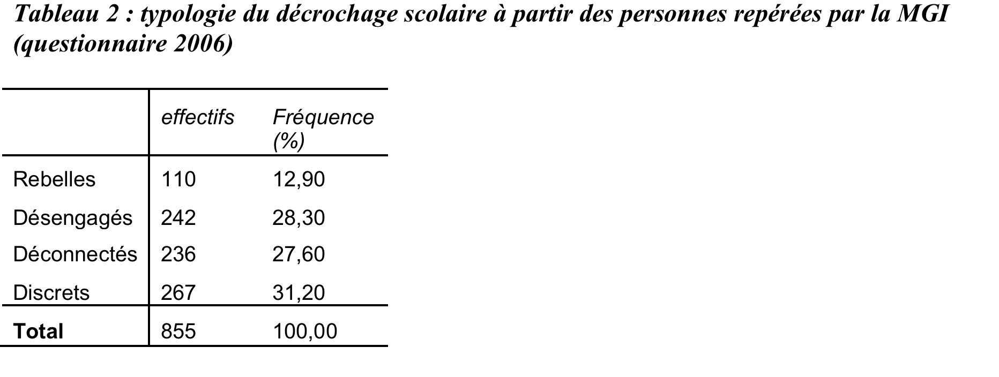 Tableau 2 : typologie du décrochage scolaire à partir des personnes repérées par la MGI
(questionnaire 2006)
effectifs Fréquence
(%)
Rebelles 110 12,90
Désengagés 242 28,30
Déconnectés 236 27,60
Discrets 267 31,20
Total 855 100,00